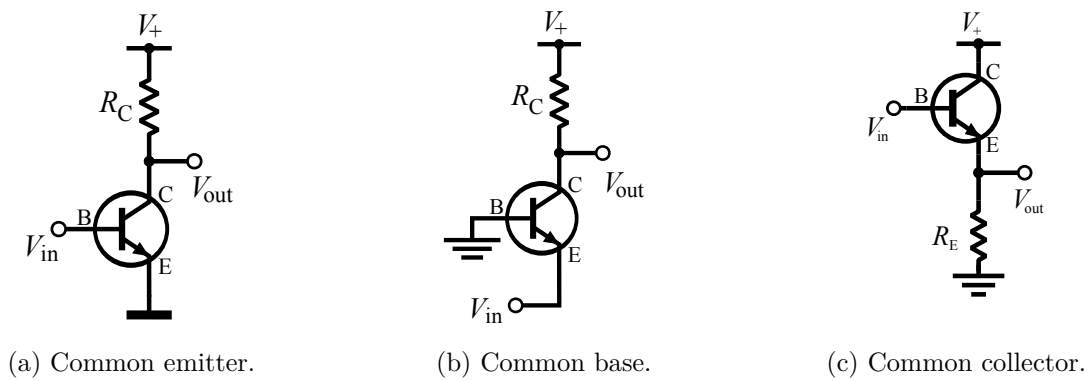 V+
RC
C
Vout
B
Vin
E
(a) Common emitter.
V+
RC
C
Vout
B
E
Vin
(b) Common base.
V+
C
B
Vin
E
Vout
RE
(c) Common collector.